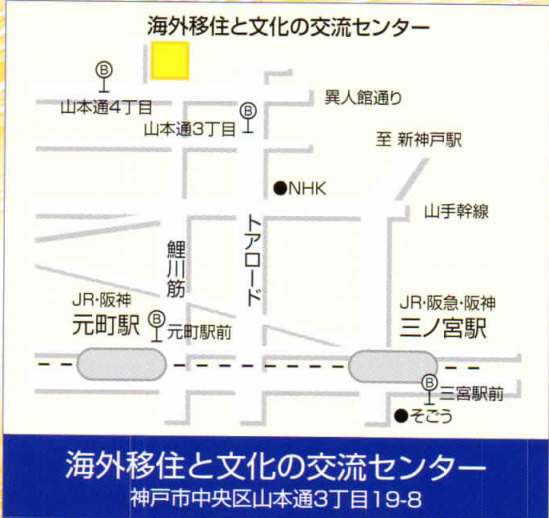 海外移住と文化の交流センター
Ⓑ
山本通4丁目
Ⓑ
山本通3丁目
異人館通り
至 新神戸駅
●NHK
山手幹線
鯉川筋
トアロード
JR・阪神
元町駅
Ⓑ
元町駅前
JR・阪急・阪神
三ノ宮駅
Ⓑ
三宮駅前
●そごう
海外移住と文化の交流センター
神戸市中央区山本通3丁目19-8